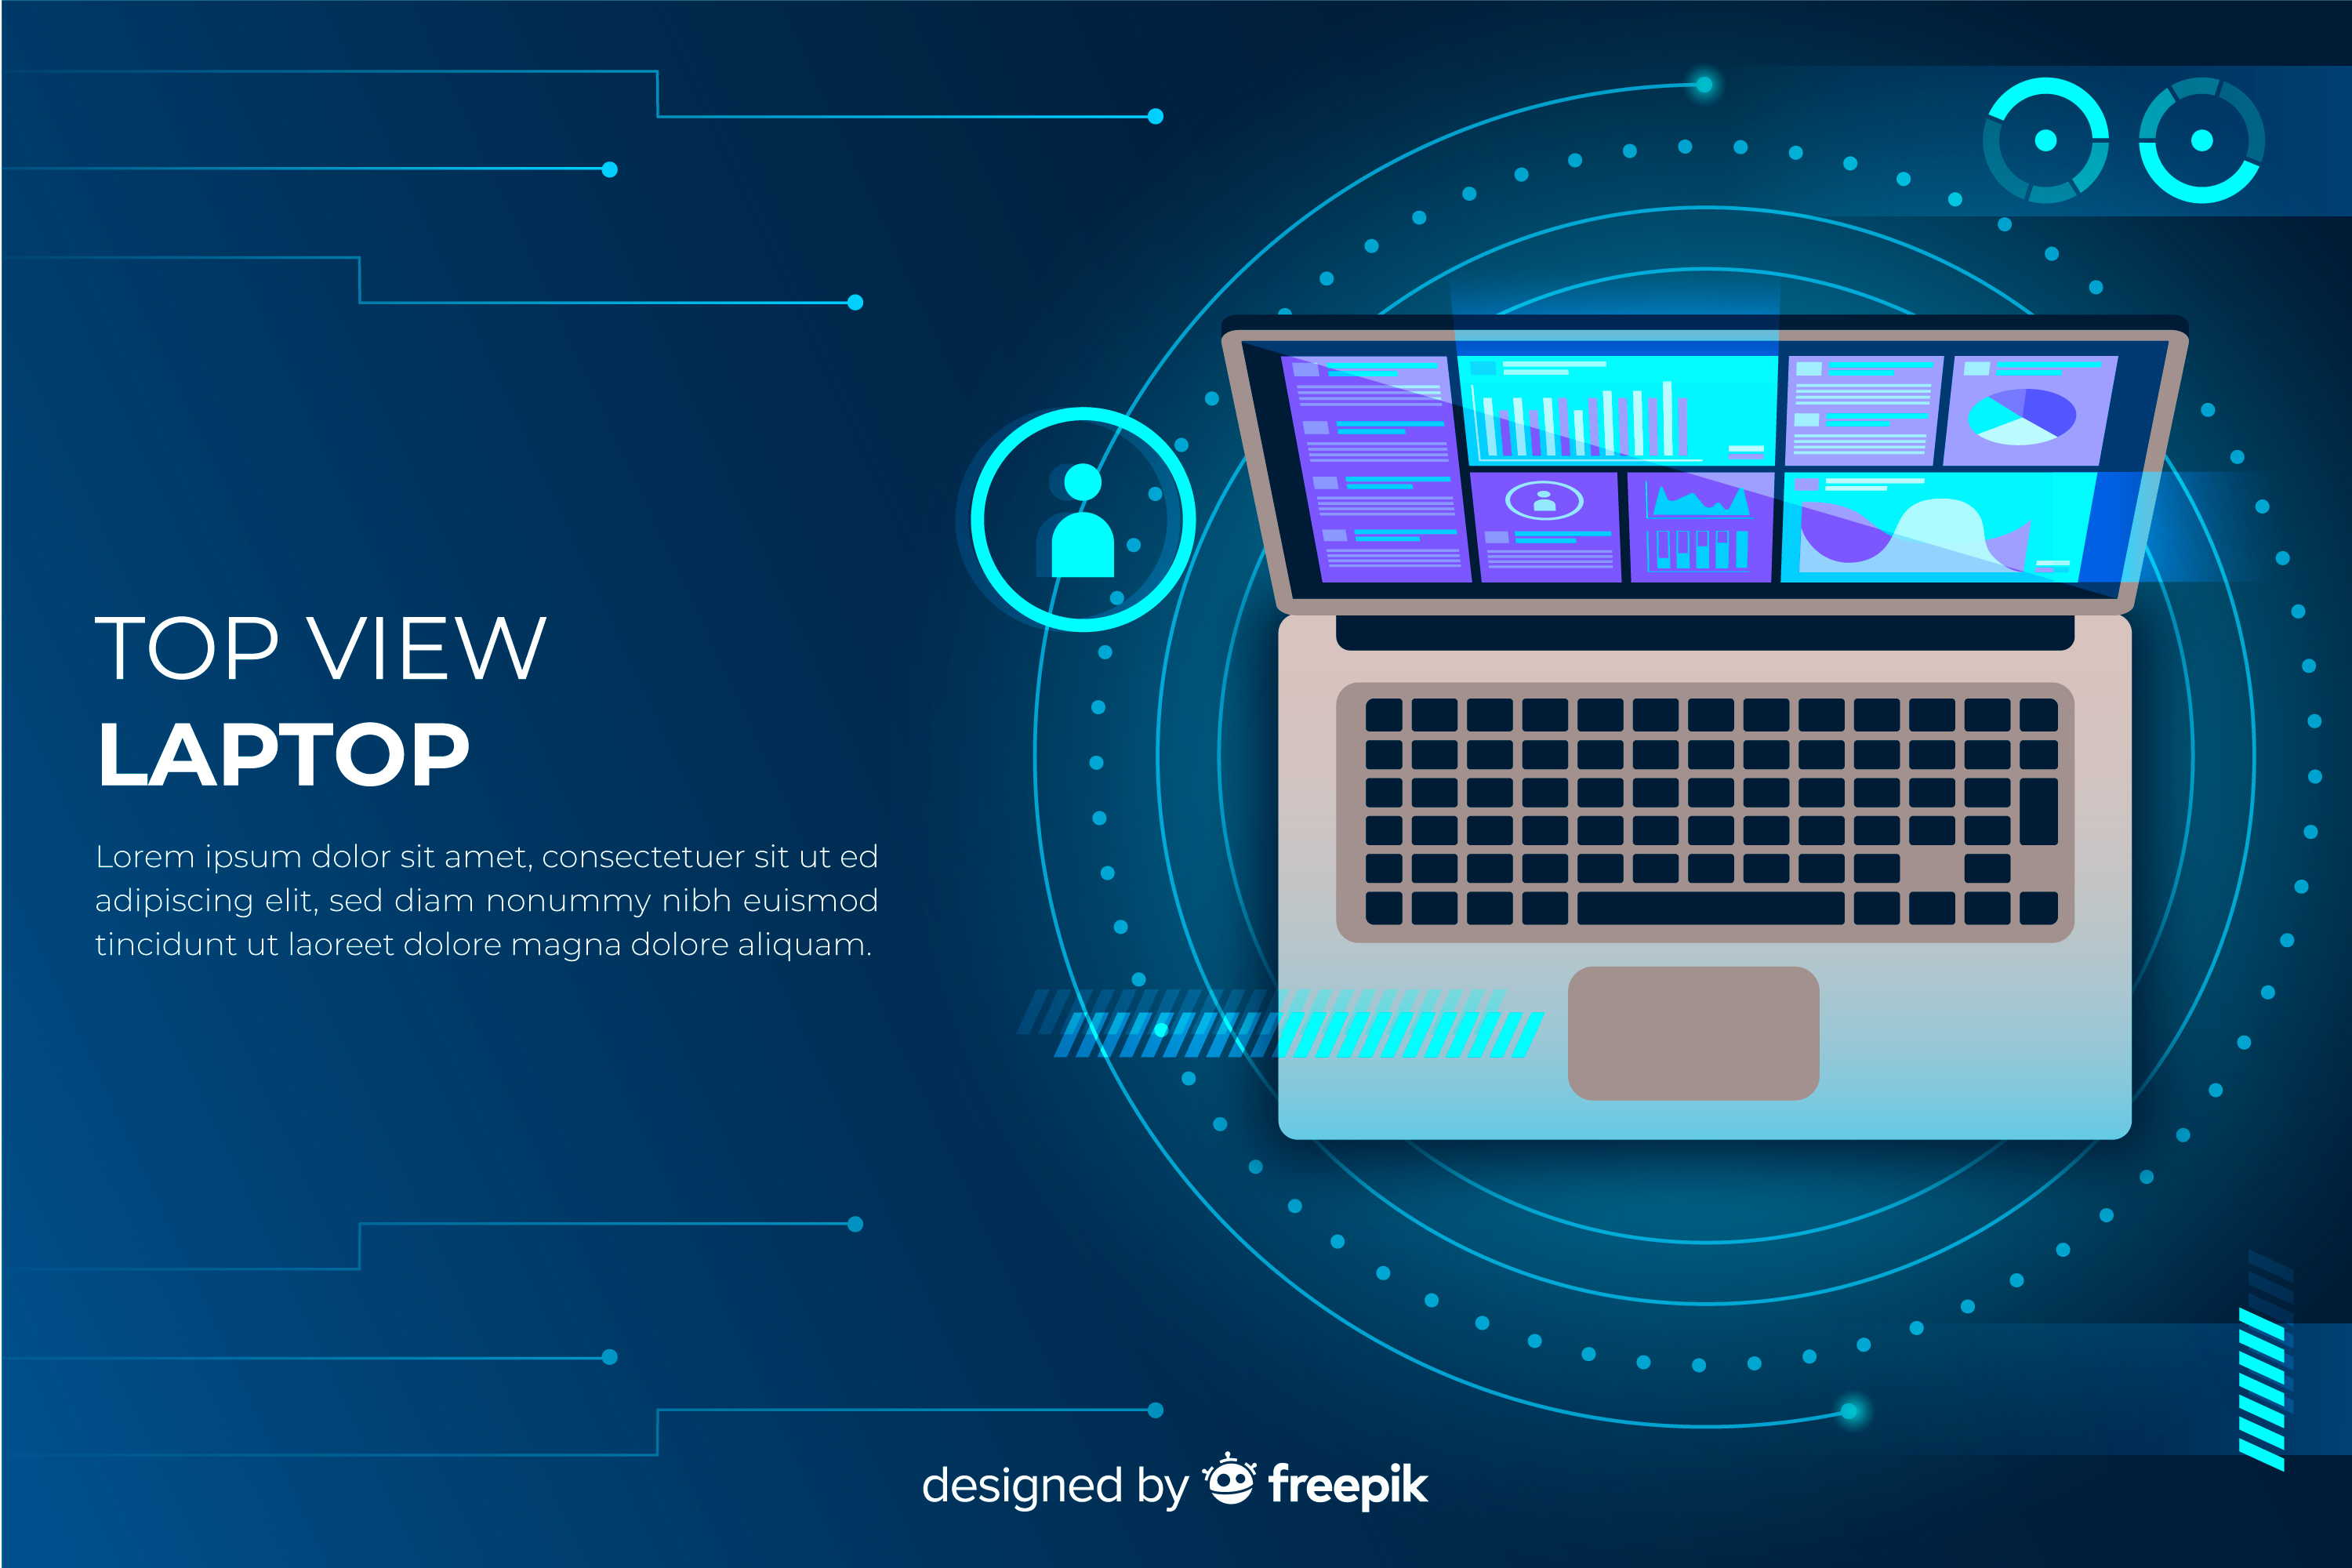 TOP VIEW
LAPTOP
Lorem ipsum dolor sit amet, consectetuer sit ut ed
adipiscing elit, sed diam nonummy nibh euismod
tincidunt ut laoreet dolore magna dolore aliquam.
designed by freepik